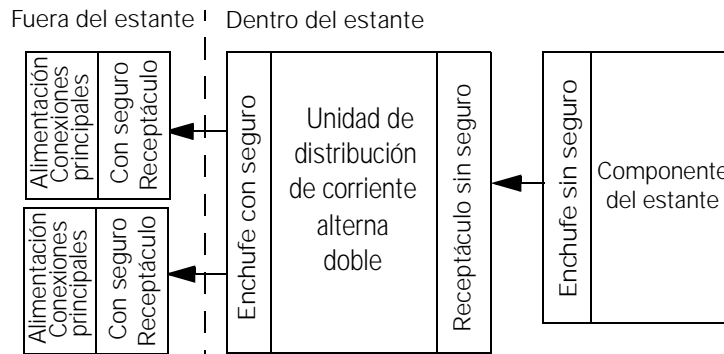 Fuera del estante
Dentro del estante
Alimentación
Conexiones
principales
Con seguro
Receptáculo
Alimentación
Conexiones
principales
Con seguro
Receptáculo
Enchufe con seguro
Unidad de
distribución
de corriente
alterna
doble
Receptáculo sin seguro
Enchufe sin seguro
Componente
del estante